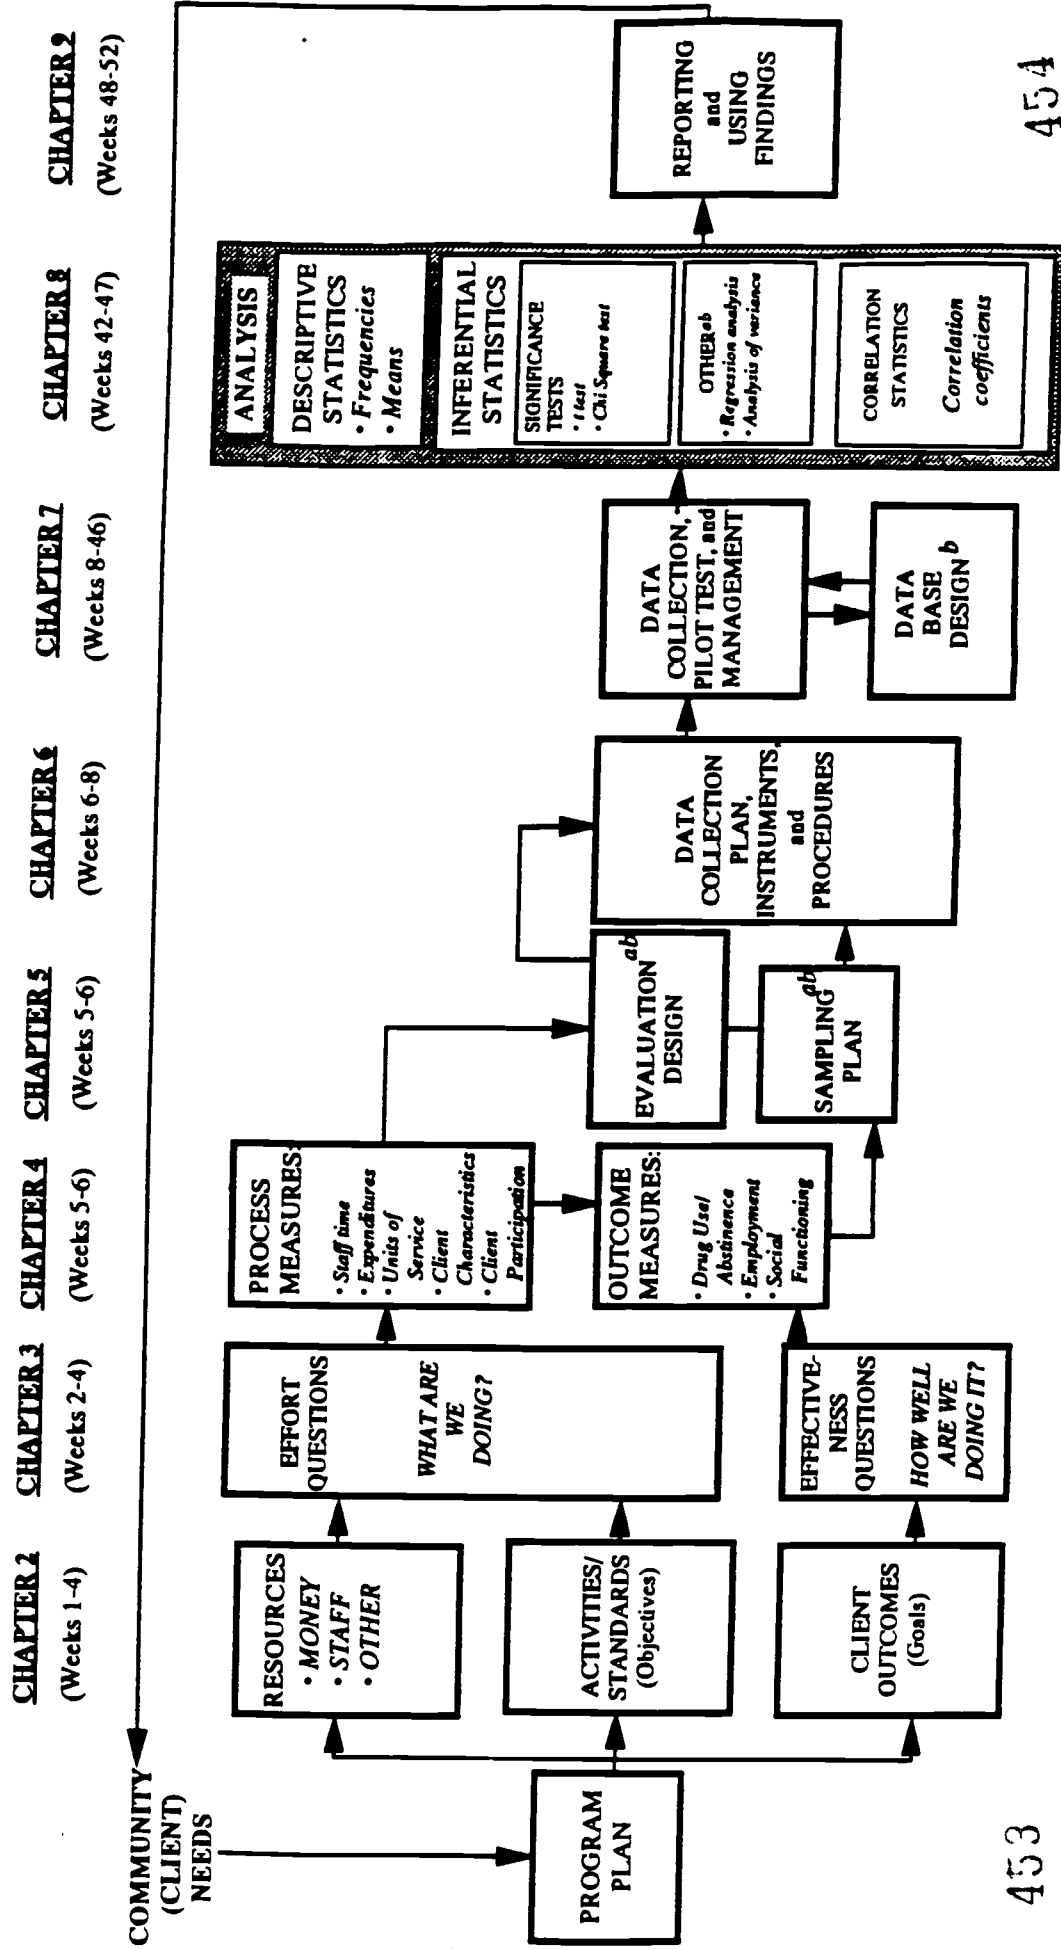 CHAPTER 2
(Weeks 1-4)
CHAPTER 3
(Weeks 2-4)
CHAPTER 4
(Weeks 5-6)
CHAPTER 5
(Weeks 5-6)
CHAPTER 6
(Weeks 6-8)
CHAPTER 7
(Weeks 8-46)
CHAPTER 8
(Weeks 42-47)
CHAPTER 9
(Weeks 48-52)
COMMUNITY
(CLIENT)
NEEDS
PROGRAM
PLAN
RESOURCES
• MONEY
• STAFF
• OTHER
ACTIVITIES/
STANDARDS
(Objectives)
CLIENT
OUTCOMES
(Goals)
EFFORT
QUESTIONS
WHAT ARE
WE
DOING?
EFFECTIVE-
NESS
QUESTIONS
HOW WELL
ARE WE
DOING IT?
PROCESS
MEASURES:
• Staff time
• Expenditures
• Units of
Service
• Client
Characteristics
• Client
Participation
OUTCOME
MEASURES:
• Drug Use/
Abstinence
• Employment
• Social
Functioning
EVALUATION ab
DESIGN
SAMPLING ab
PLAN
DATA
COLLECTION
PLAN,
INSTRUMENTS,
and
PROCEDURES
DATA
COLLECTION,
PILOT TEST, and
MANAGEMENT
DATA
BASE
DESIGN b
ANALYSIS
DESCRIPTIVE
STATISTICS
• Frequencies
• Means
INFERENTIAL
STATISTICS
SIGNIFICANCE
TESTS
• t test
• Chi Square test
OTHER ab
• Regression analysis
• Analysis of variance
CORRELATION
STATISTICS
Correlation
coefficients
REPORTING
and
USING
FINDINGS
453
454